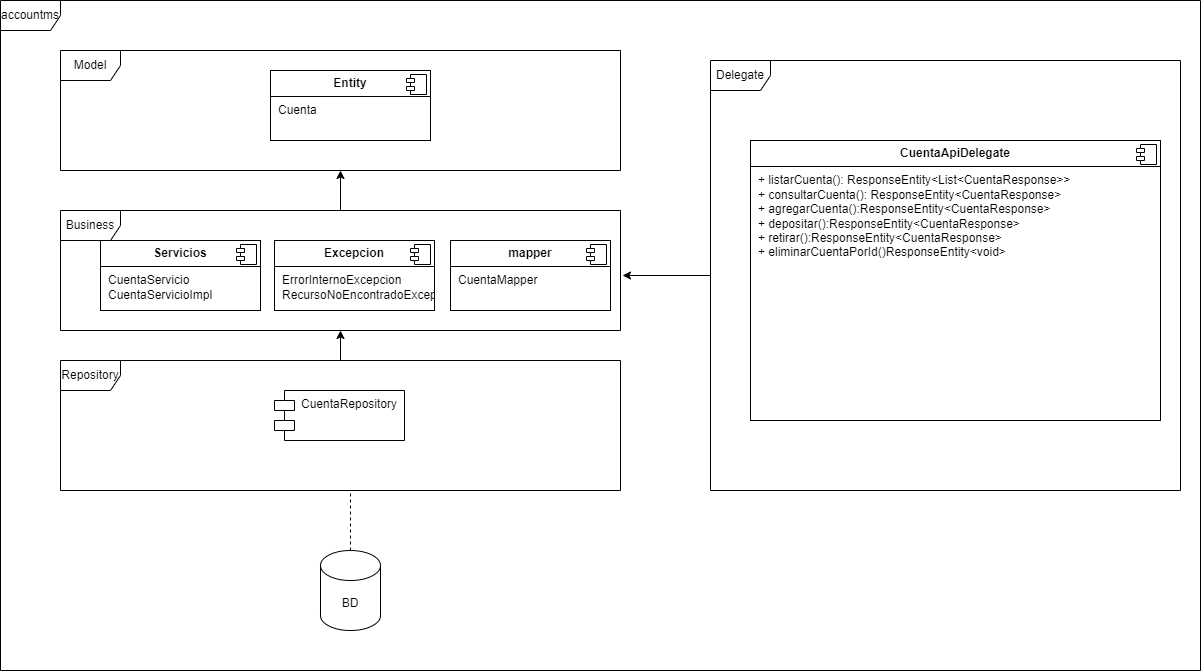 accountms
Model
Entity
Cuenta
Business
Servicios
CuentaServicio
CuentaServicioImpl
Excepcion
ErrorInternoExcepcion
RecursoNoEncontradoExcep
mapper
CuentaMapper
Repository
CuentaRepository
BD
Delegate
CuentaApiDelegate
+ listarCuenta(): ResponseEntity<List<CuentaResponse>>
+ consultarCuenta(): ResponseEntity<CuentaResponse>
+ agregarCuenta():ResponseEntity<CuentaResponse>
+ depositar():ResponseEntity<CuentaResponse>
+ retirar():ResponseEntity<CuentaResponse>
+ eliminarCuentaPorId()ResponseEntity<void>